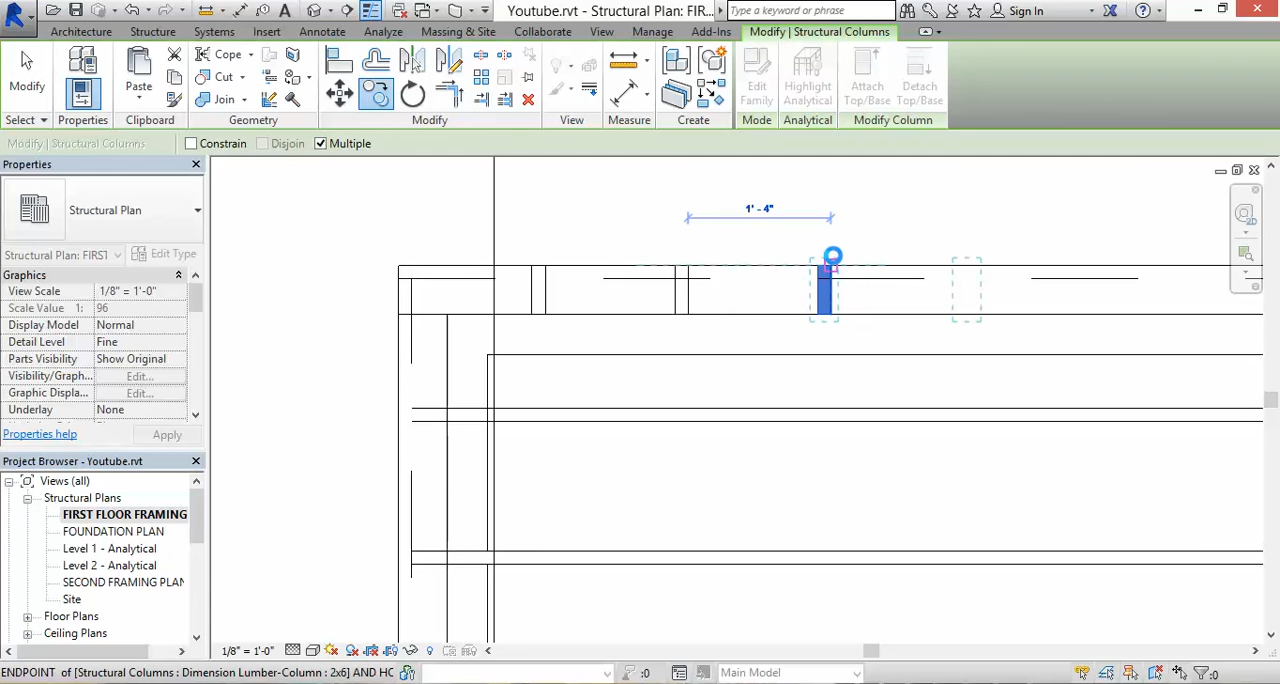 Youtube.rvt - Structural Plan: FIR...
Type a keyword or phrase
Sign In
Architecture Structure Systems Insert Annotate Analyze Massing & Site Collaborate View Manage Add-Ins Modify | Structural Columns
Modify
Paste
Cope
Cut
Join
Edit Family
Highlight Analytical
Attach Top/Base
Detach Top/Base
Select Properties Clipboard Geometry Modify View Measure Create Mode Analytical Modify Column
Modify | Structural Columns
Constrain Disjoin Multiple
Properties
Structural Plan
Structural Plan: FIRST
Edit Type
Graphics
View Scale 1/8" = 1'-0"
Scale Value 1: 96
Display Model Normal
Detail Level Fine
Parts Visibility Show Original
Visibility/Graph... Edit...
Graphic Displa... Edit...
Underlay None
Properties help
Apply
Project Browser - Youtube.rvt
Views (all)
Structural Plans
FIRST FLOOR FRAMING
FOUNDATION PLAN
Level 1 - Analytical
Level 2 - Analytical
SECOND FRAMING PLAN
Site
Floor Plans
Ceiling Plans
1' - 4"
2D
1/8" = 1'-0"
ENDPOINT of [Structural Columns : Dimension Lumber-Column : 2x6] AND HO
:0
Main Model
:0